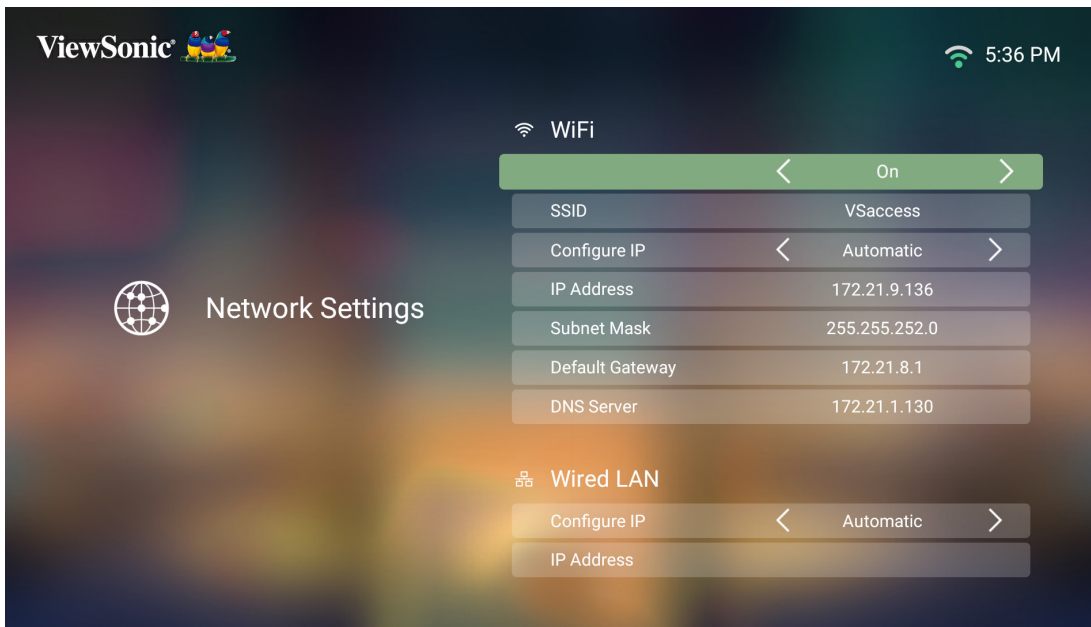 ViewSonic®
5:36 PM
WiFi
On
SSID VSaccess
Configure IP Automatic
IP Address 172.21.9.136
Network Settings
Subnet Mask 255.255.252.0
Default Gateway 172.21.8.1
DNS Server 172.21.1.130
Wired LAN
Configure IP Automatic
IP Address